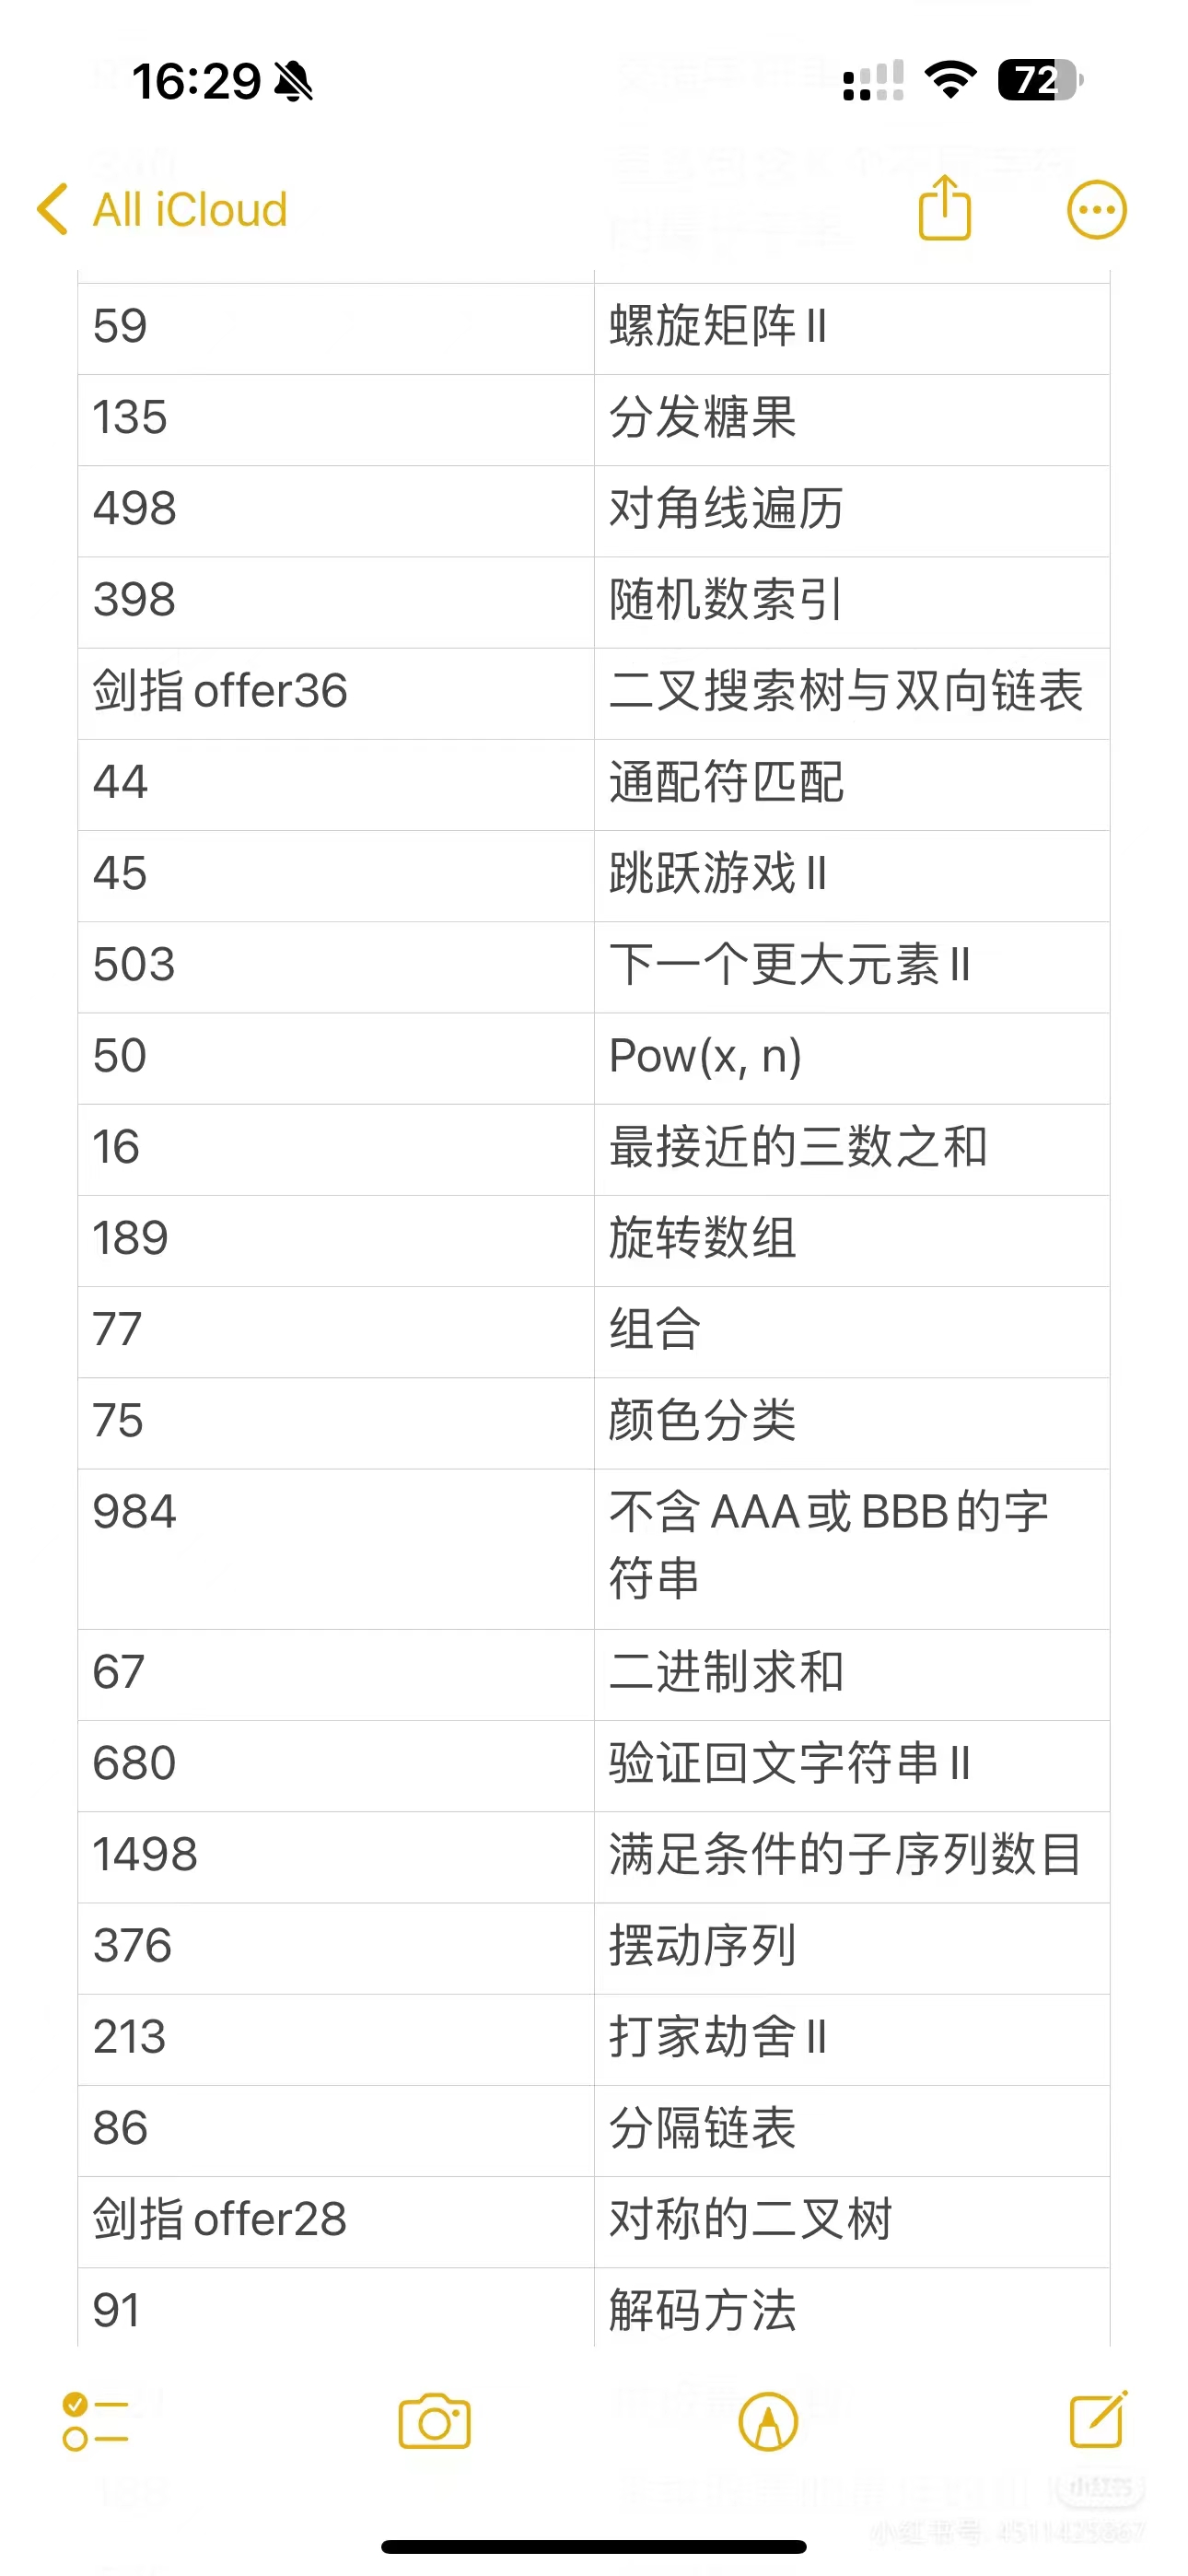 16:29
72
All iCloud
59 螺旋矩阵 II
135 分发糖果
498 对角线遍历
398 随机数索引
剑指 offer36 二叉搜索树与双向链表
44 通配符匹配
45 跳跃游戏 II
503 下一个更大元素 II
50 Pow(x, n)
16 最接近的三数之和
189 旋转数组
77 组合
75 颜色分类
984 不含 AAA 或 BBB 的字
符串
67 二进制求和
680 验证回文字符串 II
1498 满足条件的子序列数目
376 摆动序列
213 打家劫舍 II
86 分隔链表
剑指 offer28 对称的二叉树
91 解码方法
小红书